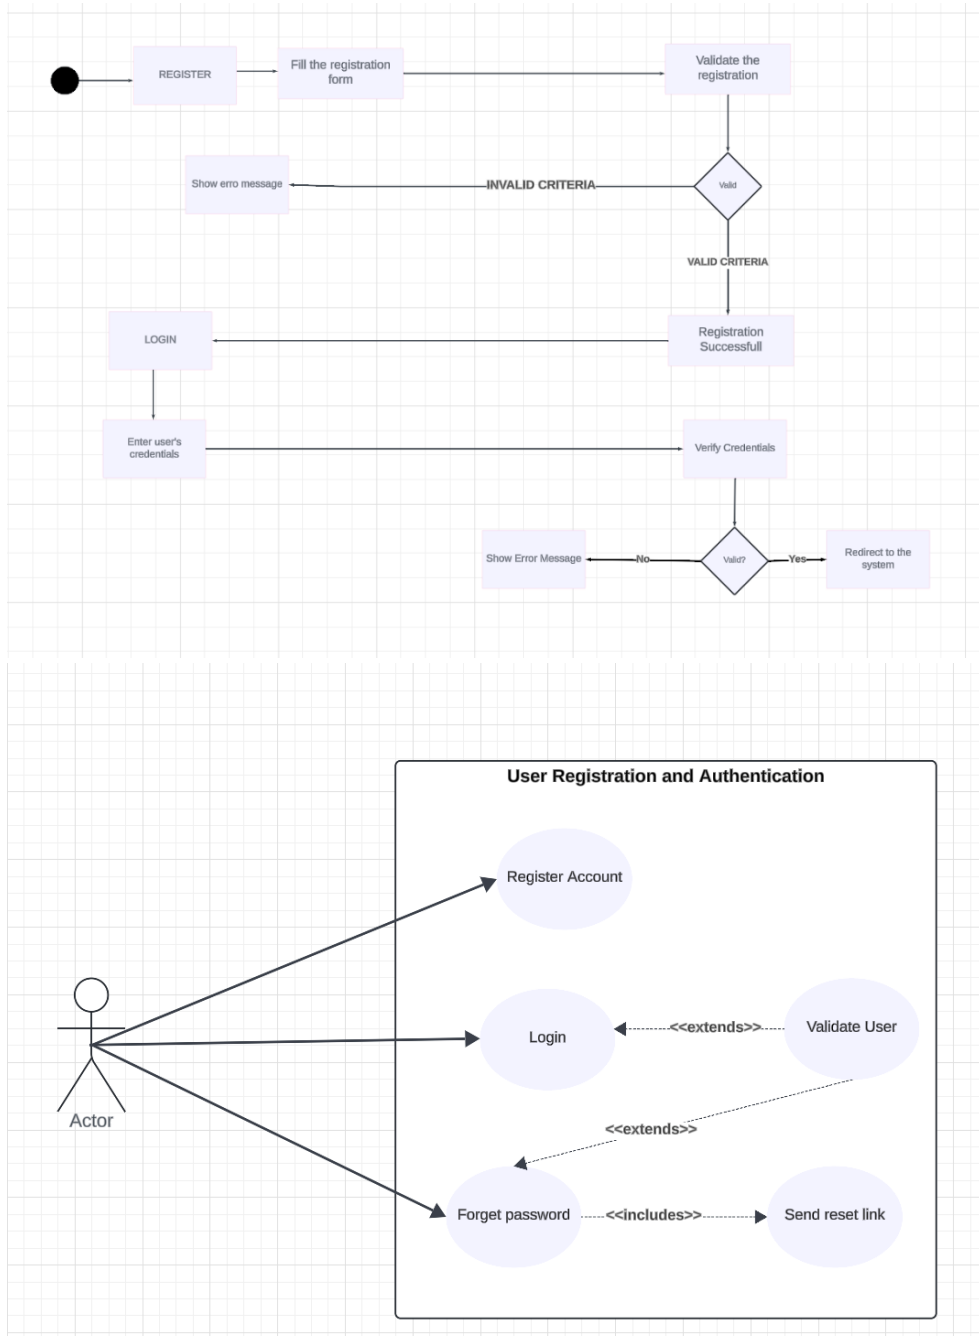 REGISTER
Fill the registration
form
Validate the
registration
Show erro message
INVALID CRITERIA
Valid
VALID CRITERIA
LOGIN
Registration
Successfull
Enter user's
credentials
Verify Credentials
Show Error Message
No
Valid?
Yes
Redirect to the
system
User Registration and Authentication
Register Account
Login
<<extends>>
Validate User
Actor
<<extends>>
Forget password
<<includes>>
Send reset link